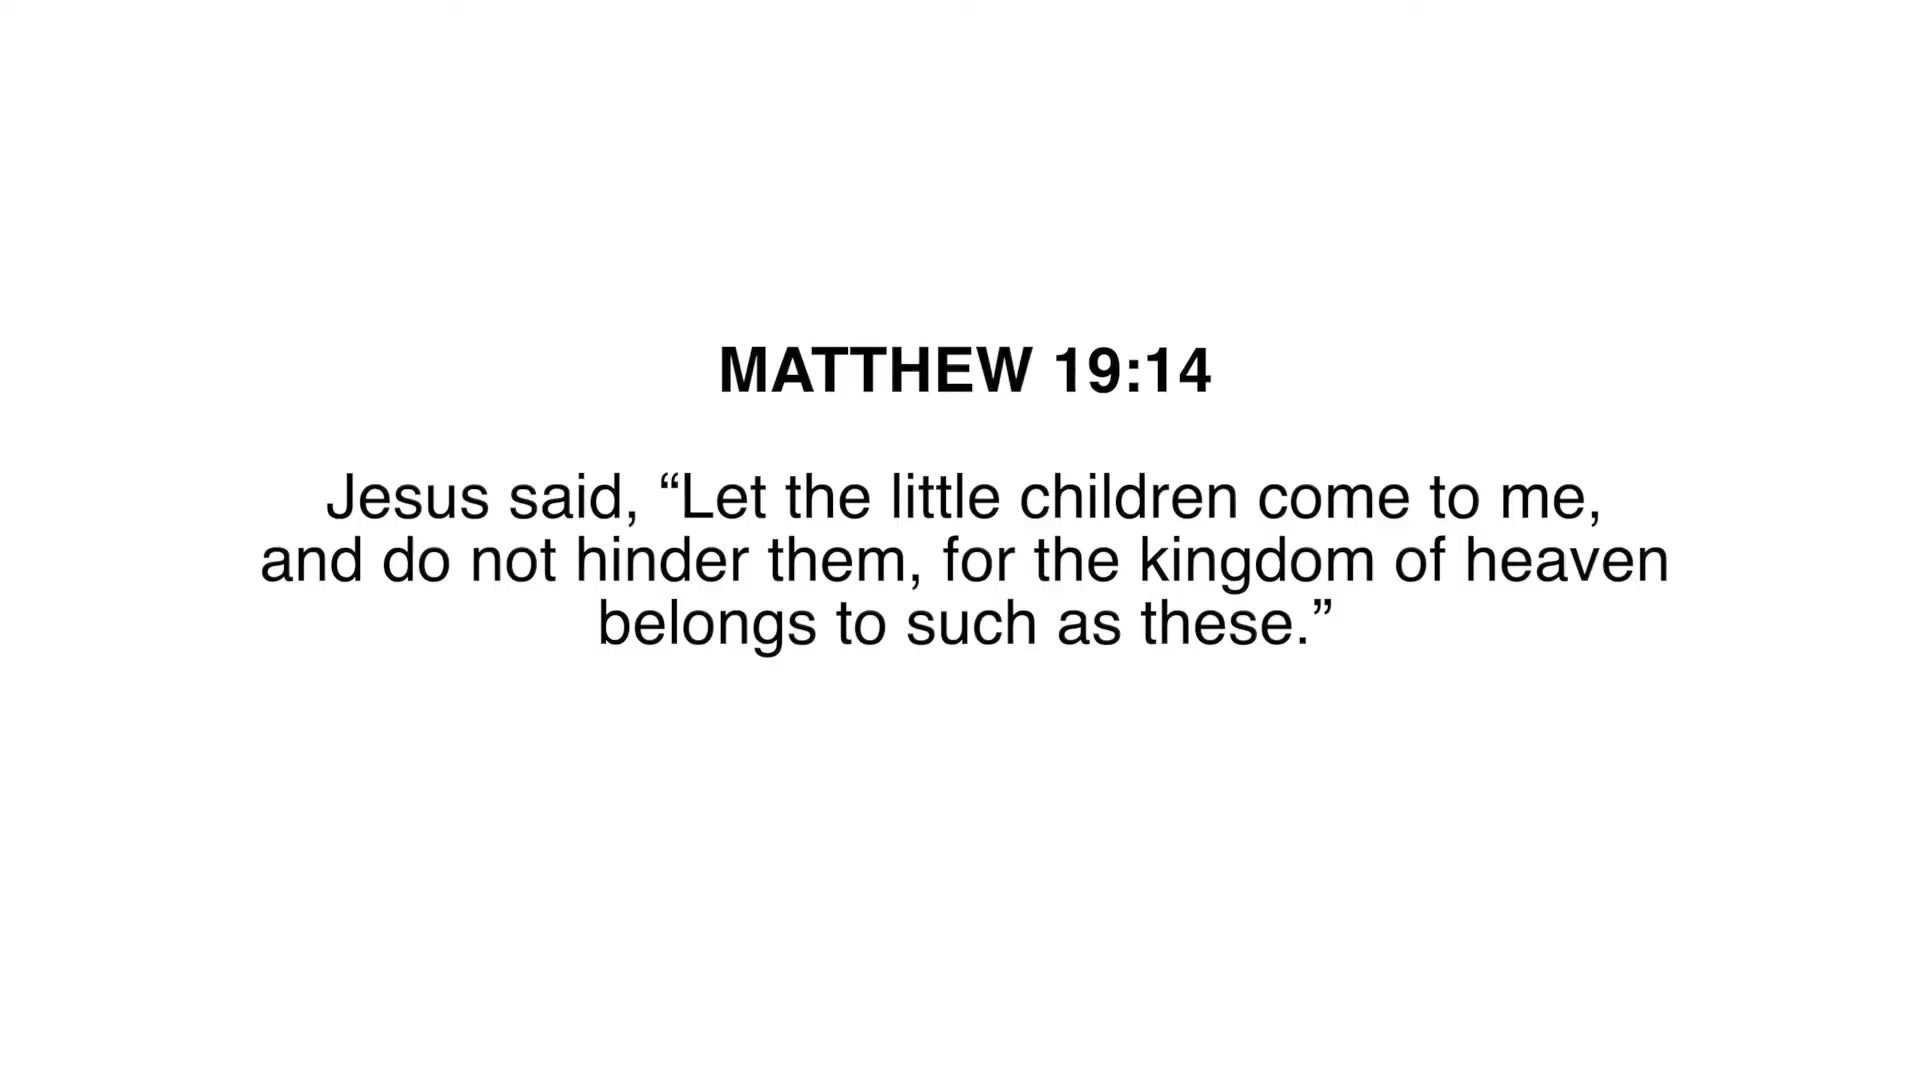 MATTHEW 19:14
Jesus said, “Let the little children come to me,
and do not hinder them, for the kingdom of heaven
belongs to such as these.”